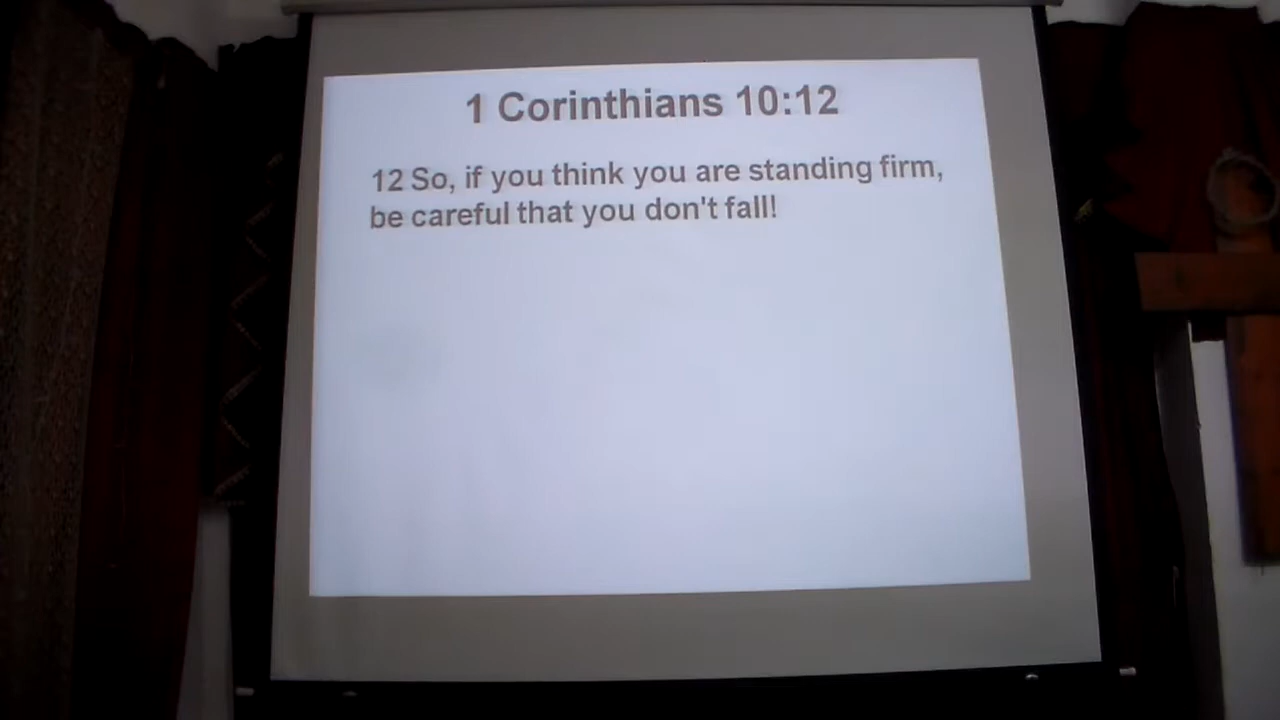 1 Corinthians 10:12
12 So, if you think you are standing firm,
be careful that you don't fall!